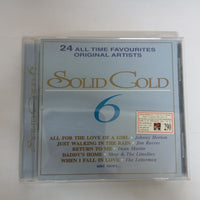 24 ALL TIME FAVOURITES
ORIGINAL ARTISTS
SOLID GOLD
6
ALL FOR THE LOVE OF A GIRL - Johnny Horton
JUST WALKING IN THE RAIN - Jim Reeves
RETURN TO ME - Dean Martin
DADDY'S HOME - Shep & The Limelites
WHEN I FALL IN LOVE - The Lettermen
and more...
290